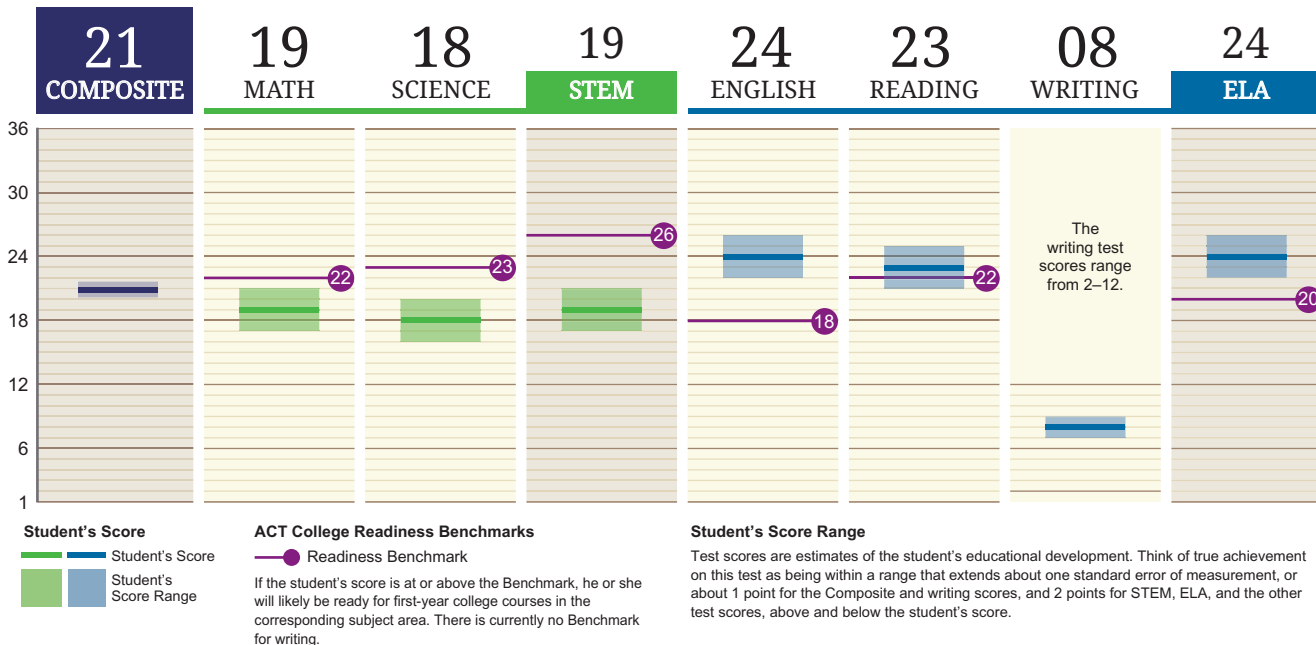 21 19 18 19 24 23 08 24
COMPOSITE MATH SCIENCE STEM ENGLISH READING WRITING ELA
36
30
24
18
12
6
1
22
23
26
18
22
The
writing test
scores range
from 2–12.
20
Student's Score
Student's Score
Student's
Score Range
ACT College Readiness Benchmarks
Readiness Benchmark
If the student's score is at or above the Benchmark, he or she
will likely be ready for first-year college courses in the
corresponding subject area. There is currently no Benchmark
for writing.
Student's Score Range
Test scores are estimates of the student's educational development. Think of true achievement
on this test as being within a range that extends about one standard error of measurement, or
about 1 point for the Composite and writing scores, and 2 points for STEM, ELA, and the other
test scores, above and below the student's score.